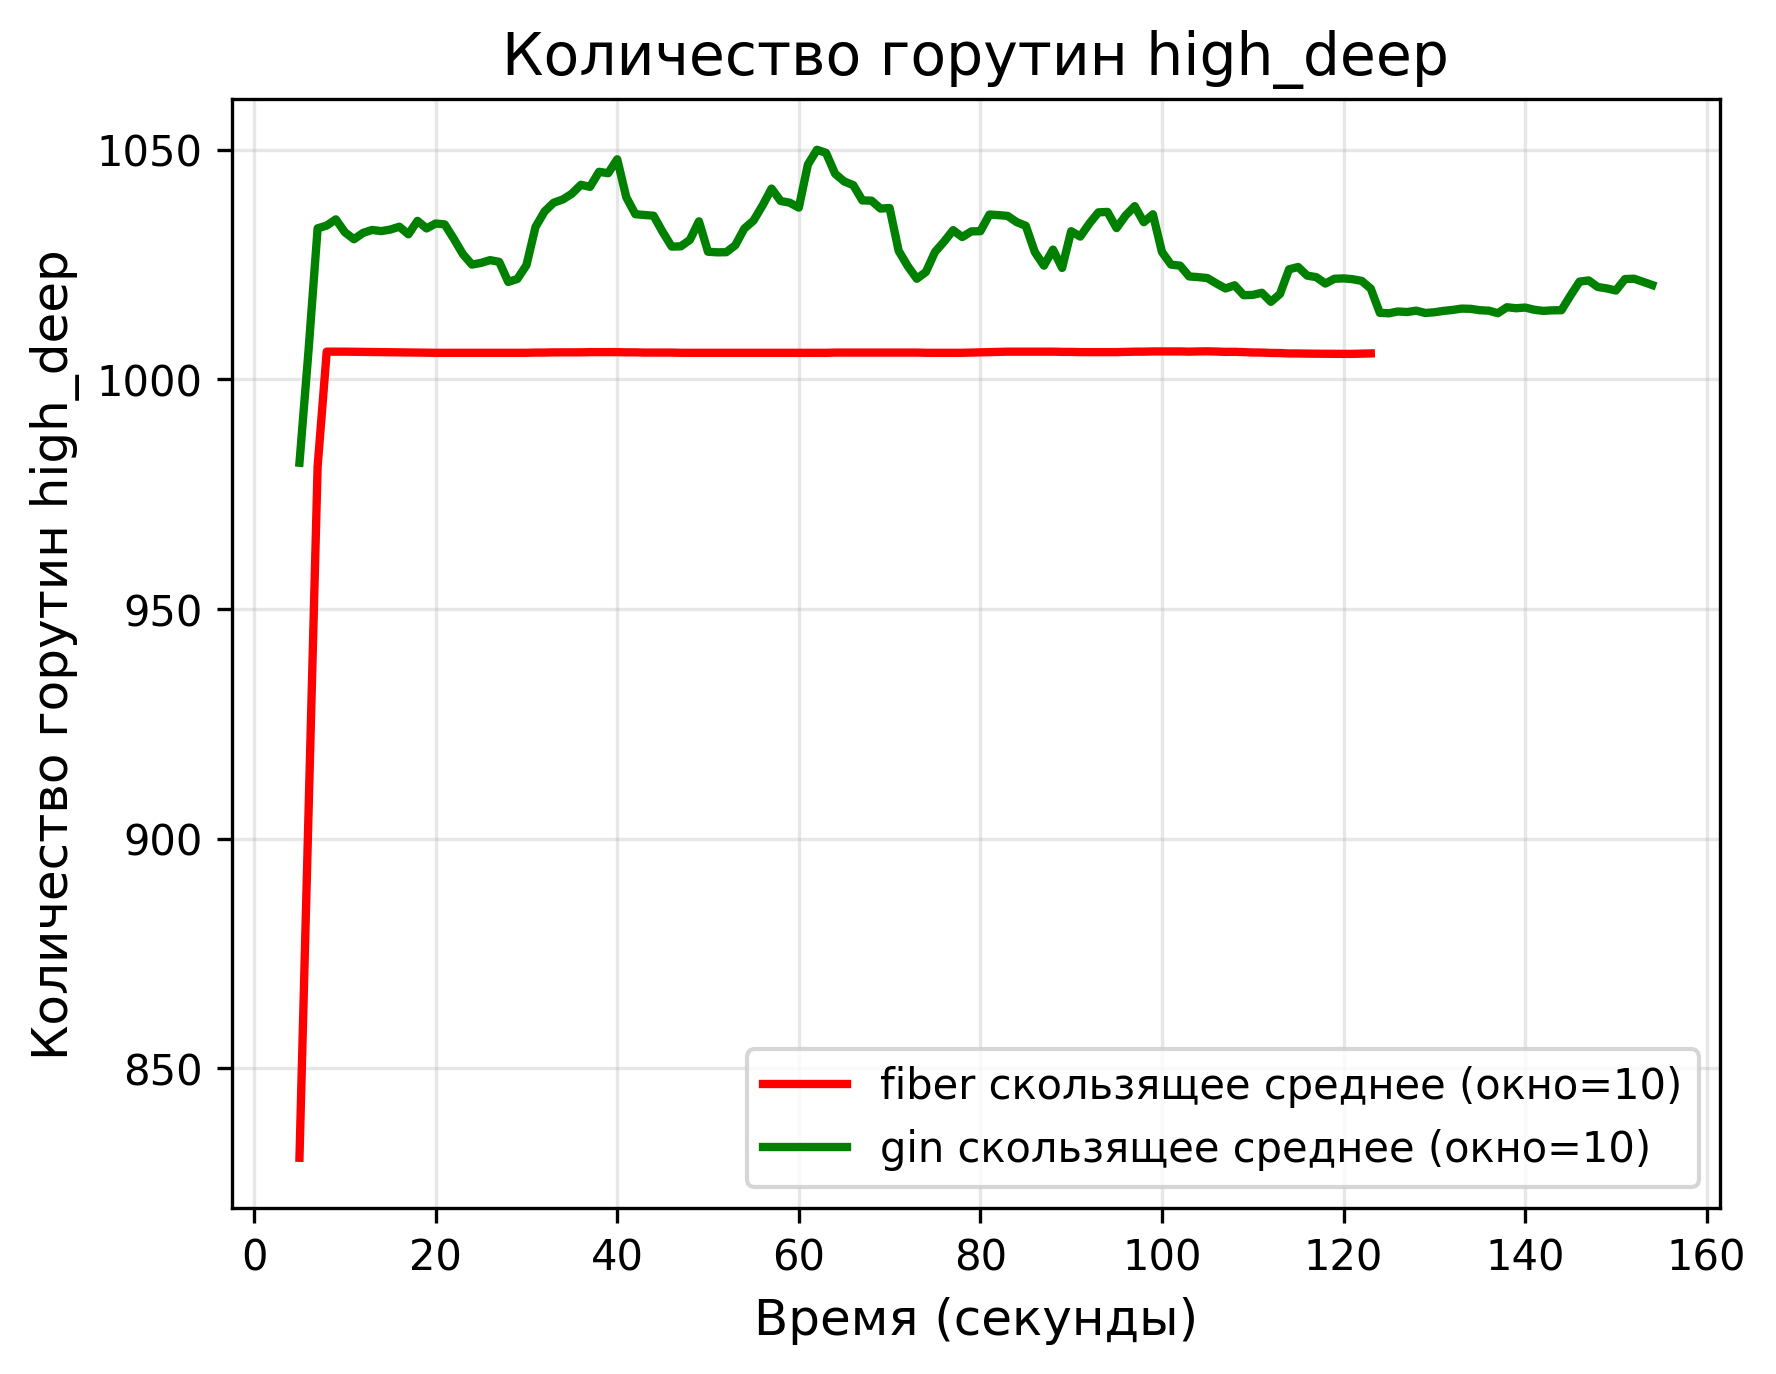 Количество горутин high_deep
Количество горутин high_deep
1050
1000
950
900
850
fiber скользящее среднее (окно=10)
gin скользящее среднее (окно=10)
0 20 40 60 80 100 120 140 160
Время (секунды)